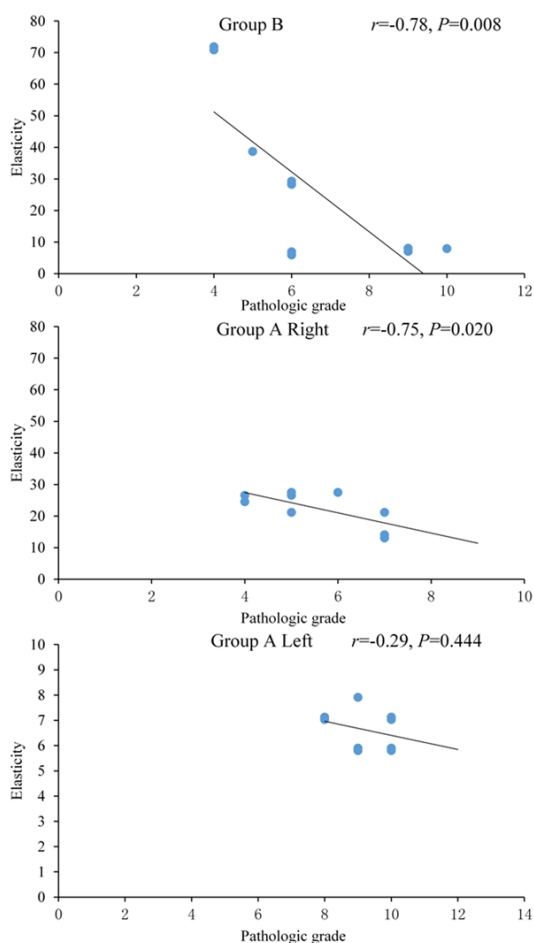 Group B r=-0.78, P=0.008
80
70
60
50
40
30
20
10
0
Elasticity
0 2 4 6 8 10 12
Pathologic grade
Group A Right r=-0.75, P=0.020
80
70
60
50
40
30
20
10
0
Elasticity
0 2 4 6 8 10
Pathologic grade
Group A Left r=-0.29, P=0.444
10
9
8
7
6
5
4
3
2
1
0
Elasticity
0 2 4 6 8 10 12 14
Pathologic grade